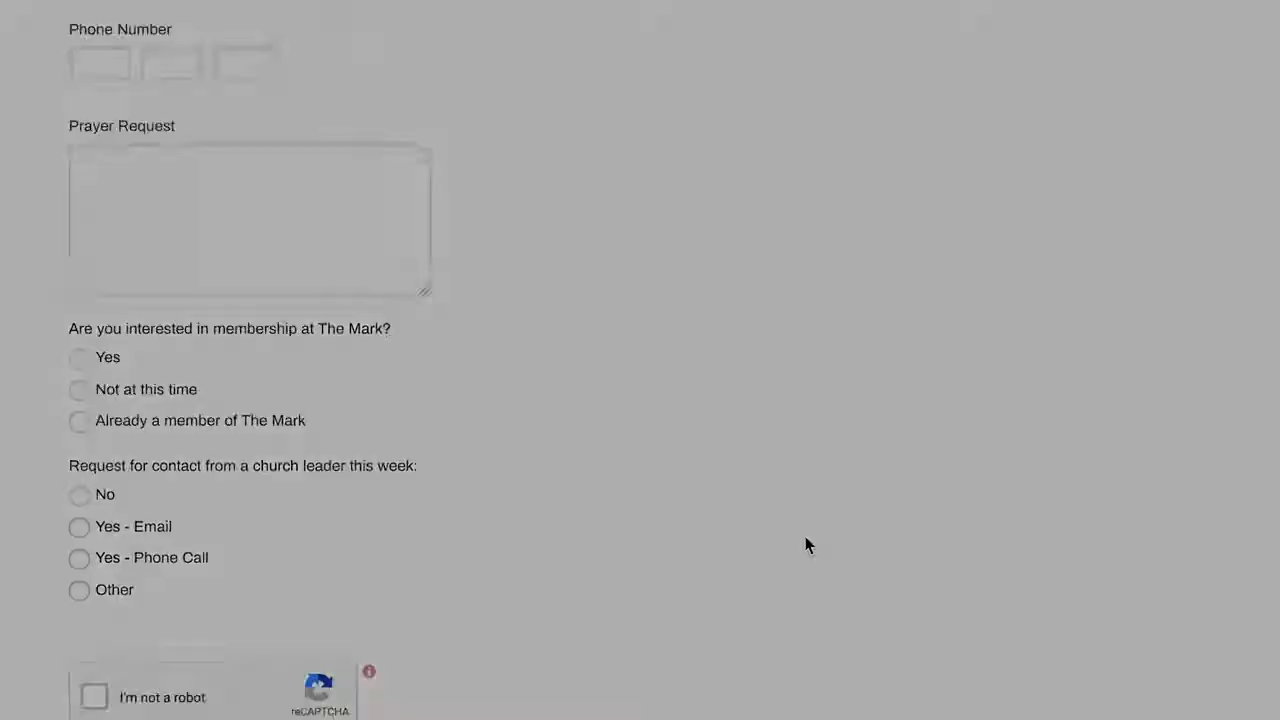 Phone Number
Prayer Request
Are you interested in membership at The Mark?
Yes
Not at this time
Already a member of The Mark
Request for contact from a church leader this week:
No
Yes - Email
Yes - Phone Call
Other
I'm not a robot
reCAPTCHA